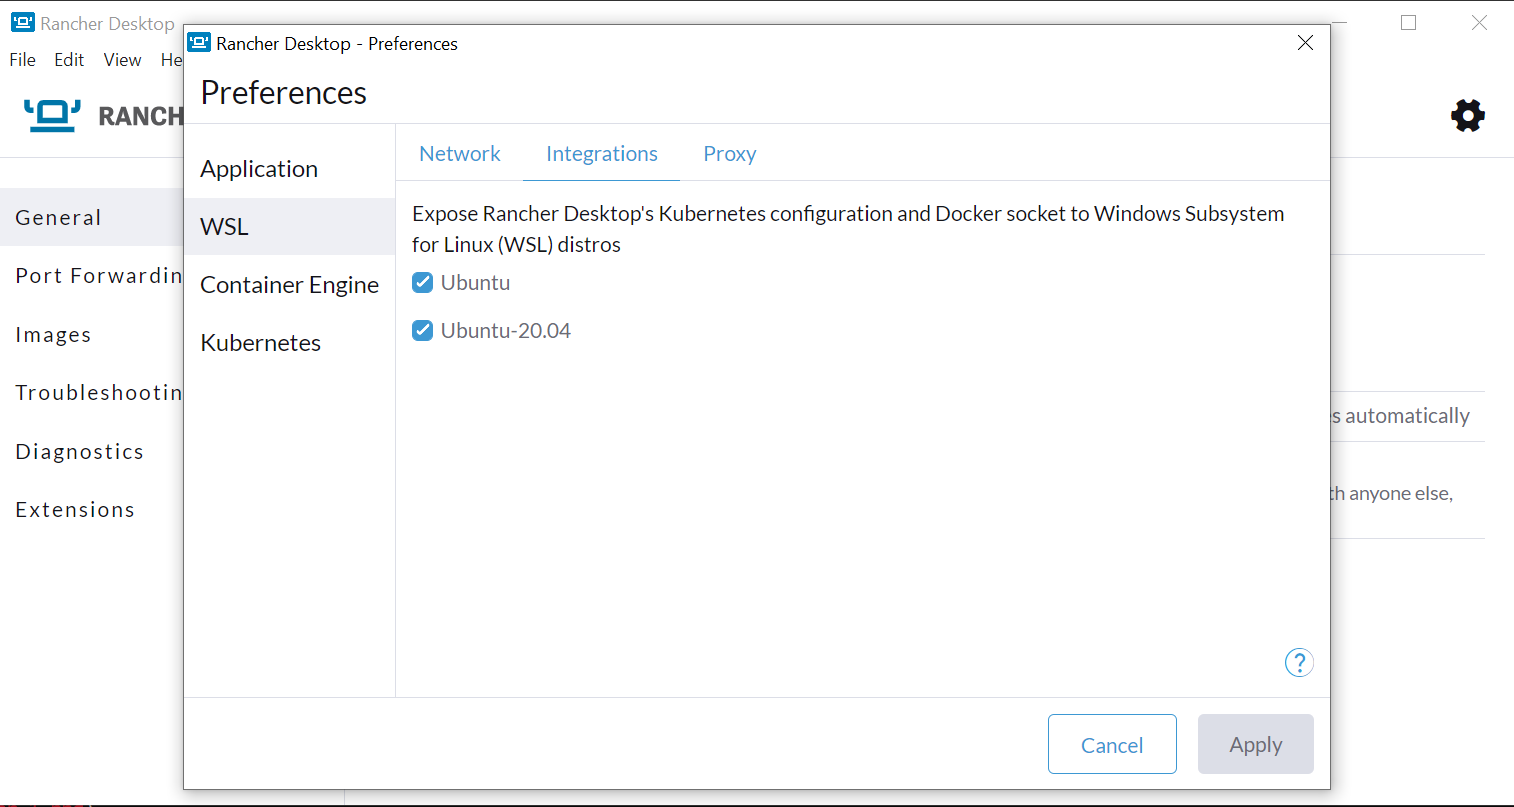 Rancher Desktop
File Edit View He
RANCH
General
Port Forwardin
Images
Troubleshootin
Diagnostics
Extensions
Rancher Desktop - Preferences
Preferences
Application
WSL
Container Engine
Kubernetes
Network Integrations Proxy
Expose Rancher Desktop's Kubernetes configuration and Docker socket to Windows Subsystem
for Linux (WSL) distros
Ubuntu
Ubuntu-20.04
?
Cancel Apply
s automatically
th anyone else,